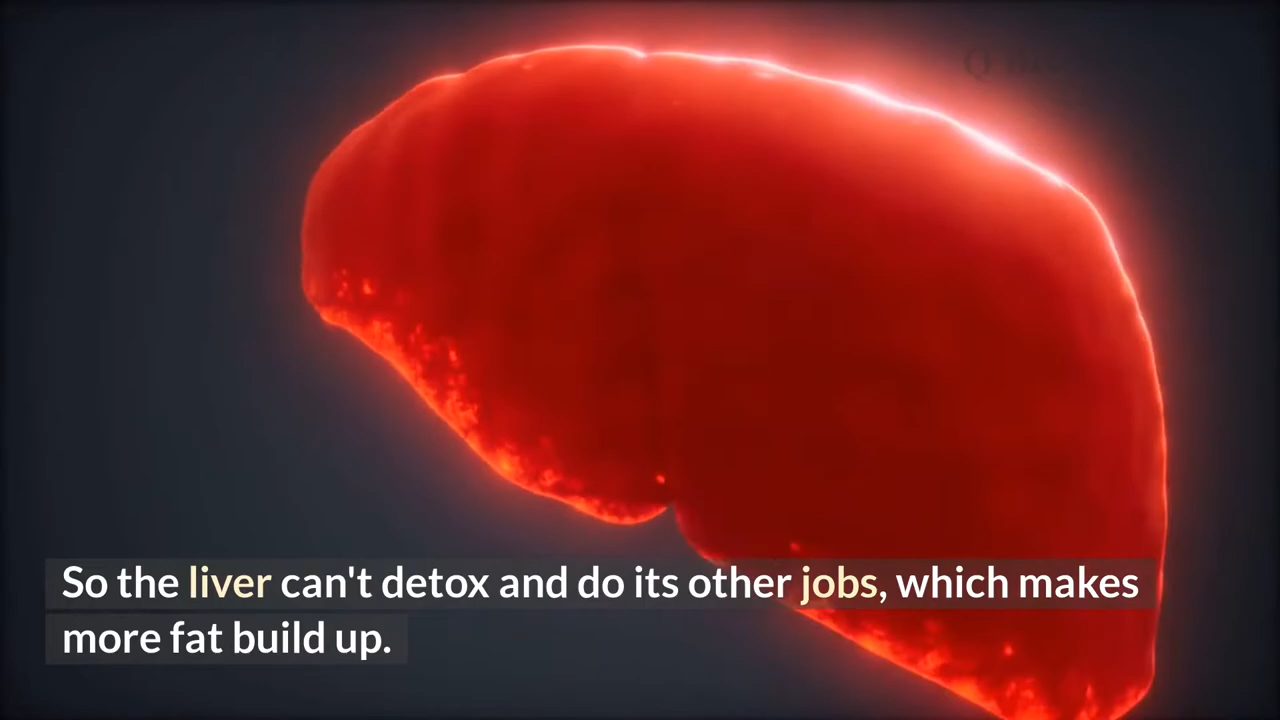 So the liver can't detox and do its other jobs, which makes
more fat build up.